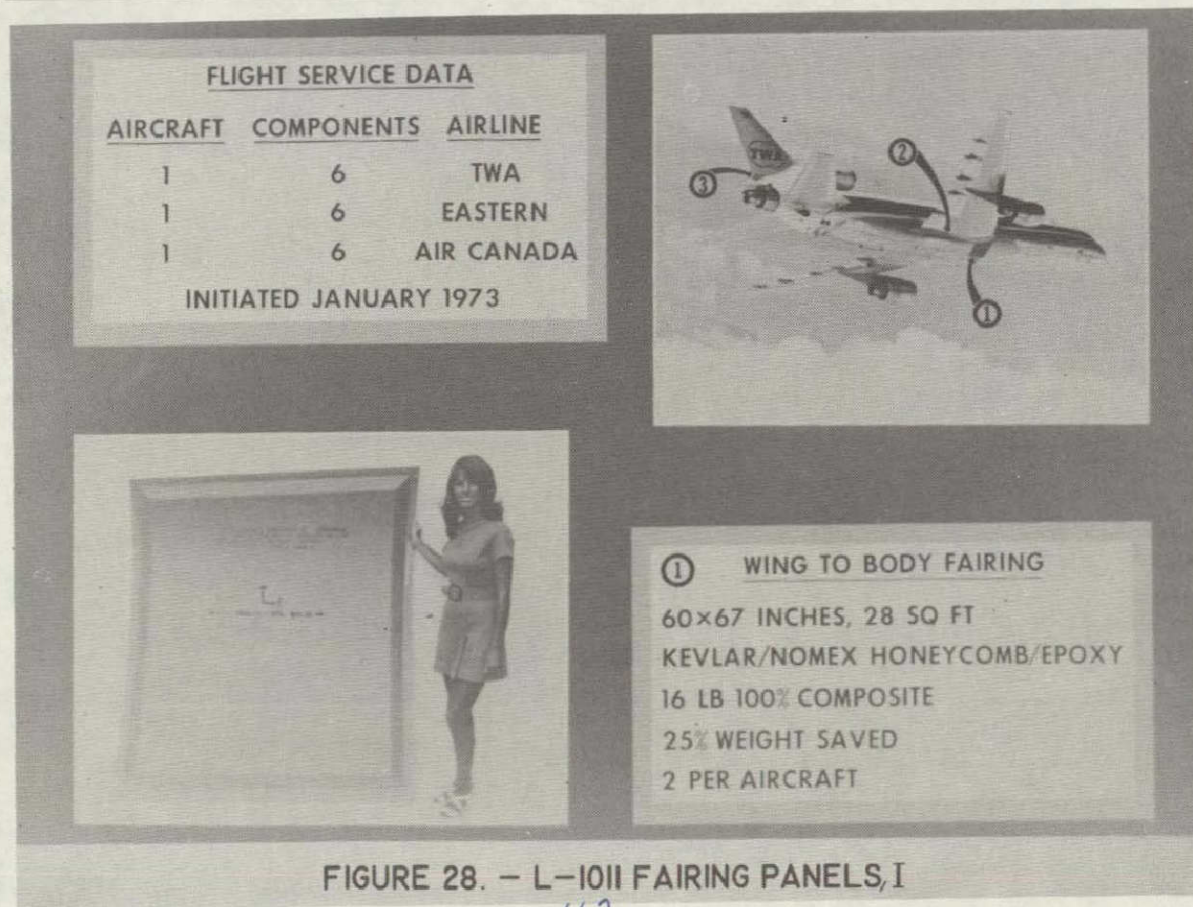 FLIGHT SERVICE DATA
AIRCRAFT COMPONENTS AIRLINE
1 6 TWA
1 6 EASTERN
1 6 AIR CANADA
INITIATED JANUARY 1973
TWA
③
②
①
① WING TO BODY FAIRING
60×67 INCHES, 28 SQ FT
KEVLAR/NOMEX HONEYCOMB/EPOXY
16 LB 100% COMPOSITE
25% WEIGHT SAVED
2 PER AIRCRAFT
FIGURE 28. – L-1011 FAIRING PANELS, I